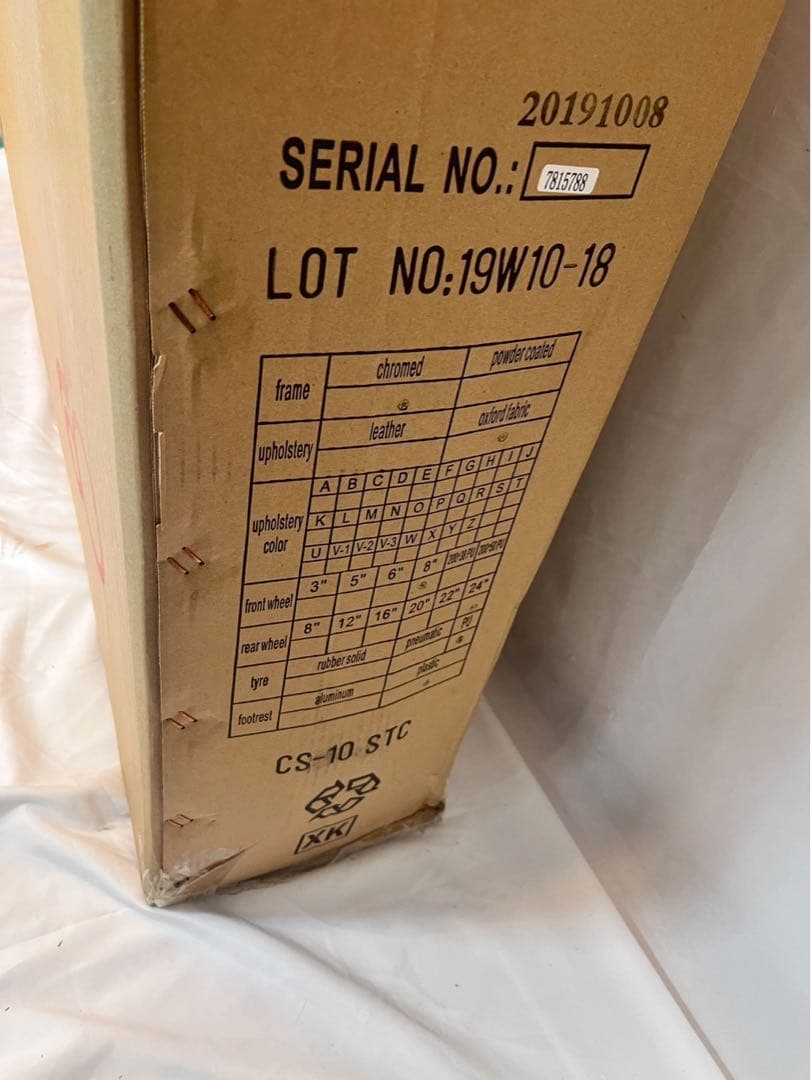 20191008
SERIAL NO.: 7815788
LOT NO:19W10-18
frame chromed powder coated
upholstery leather oxford fabric
upholstery color
A B C D E F G H I J
K L M N O P Q R S T
U V-1 V-2 V-3 W X Y Z
front wheel 3" 5" 6" 8"
rear wheel 8" 12" 16" 20" 22" 24"
tyre rubber solid pneumatic PU
footrest aluminum plastic
CS-10 STC
XK